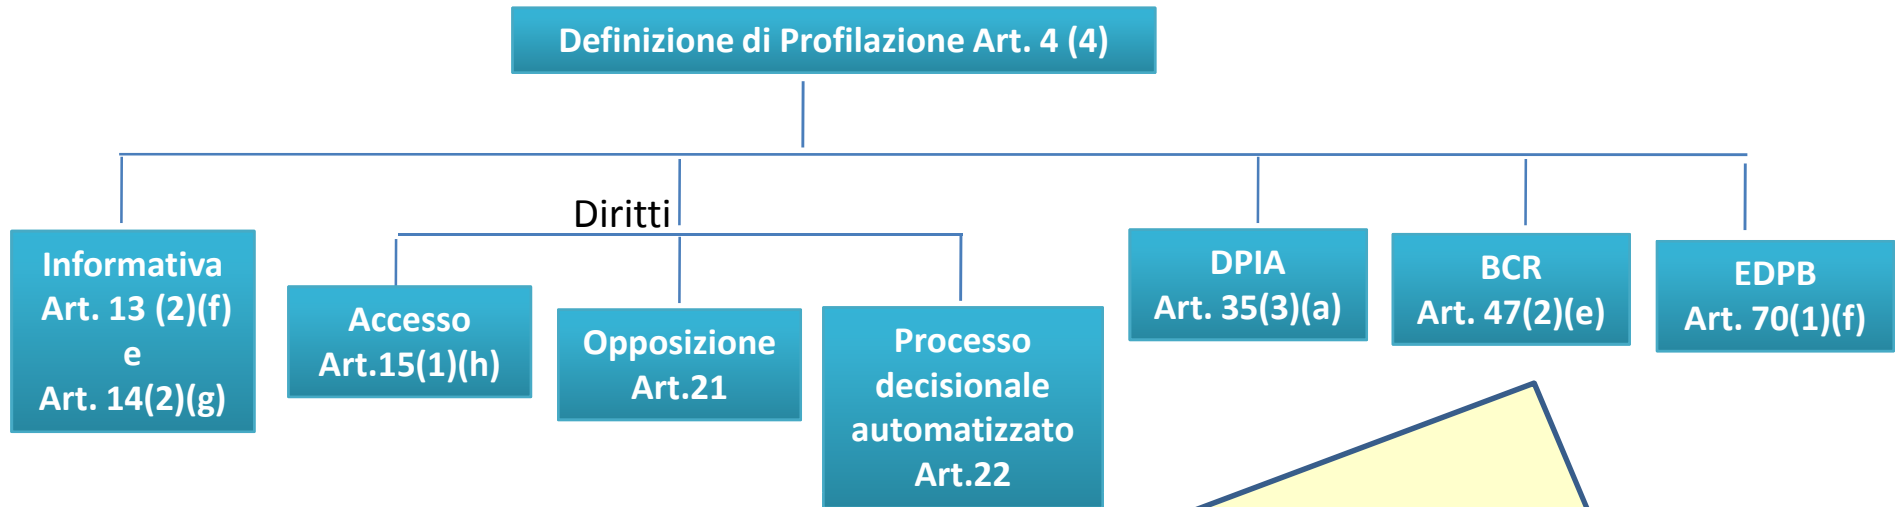 Definizione di Profilazione Art. 4 (4)
Diritti
Informativa
Art. 13 (2)(f)
e
Art. 14(2)(g)
Accesso
Art.15(1)(h)
Opposizione
Art.21
Processo
decisionale
automatizzato
Art.22
DPIA
Art. 35(3)(a)
BCR
Art. 47(2)(e)
EDPB
Art. 70(1)(f)